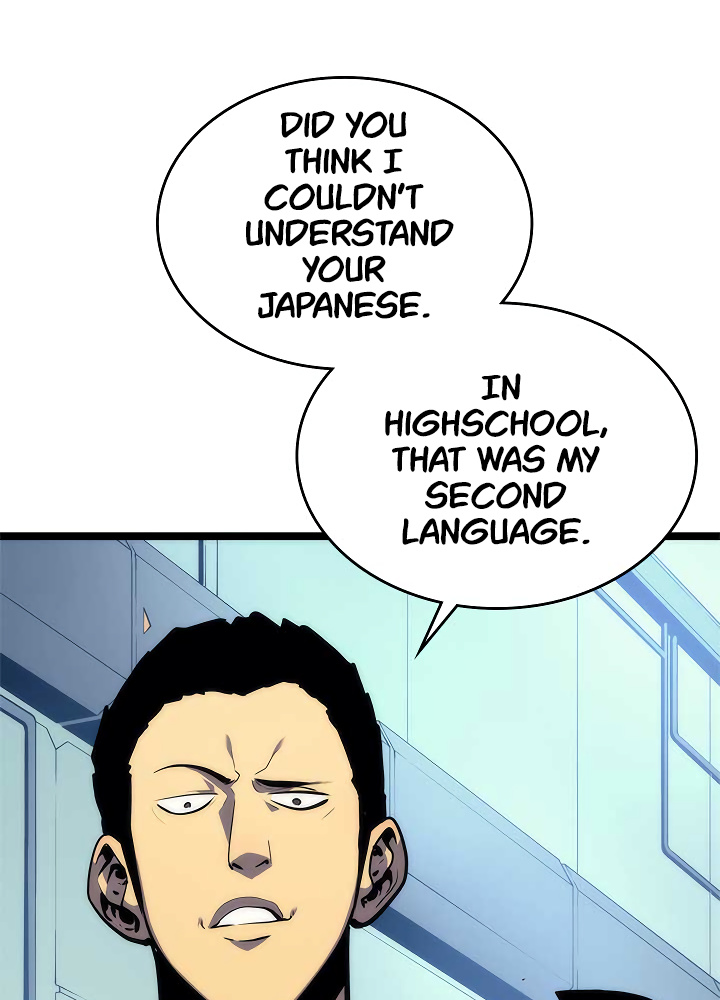 DID YOU
THINK I
COULDN'T
UNDERSTAND
YOUR
JAPANESE.
IN
HIGHSCHOOL,
THAT WAS MY
SECOND
LANGUAGE.